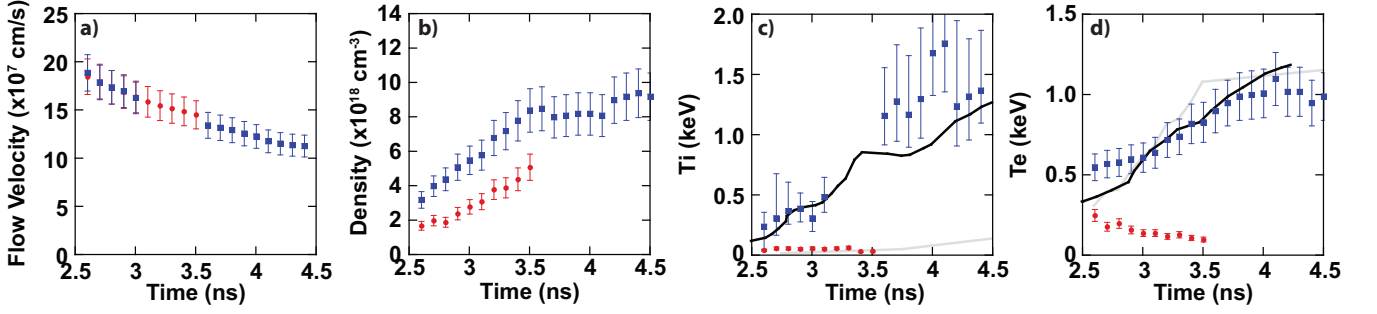 a)
Flow Velocity (x10⁷ cm/s)
25
20
15
10
5
0
2.5 3 3.5 4 4.5
Time (ns)
b)
Density (x10¹⁸ cm⁻³)
14
12
10
8
6
4
2
0
2.5 3 3.5 4 4.5
Time (ns)
c)
Ti (keV)
2.0
1.5
1.0
0.5
0
2.5 3 3.5 4 4.5
Time (ns)
d)
Te (keV)
1.5
1.0
0.5
0
2.5 3 3.5 4 4.5
Time (ns)